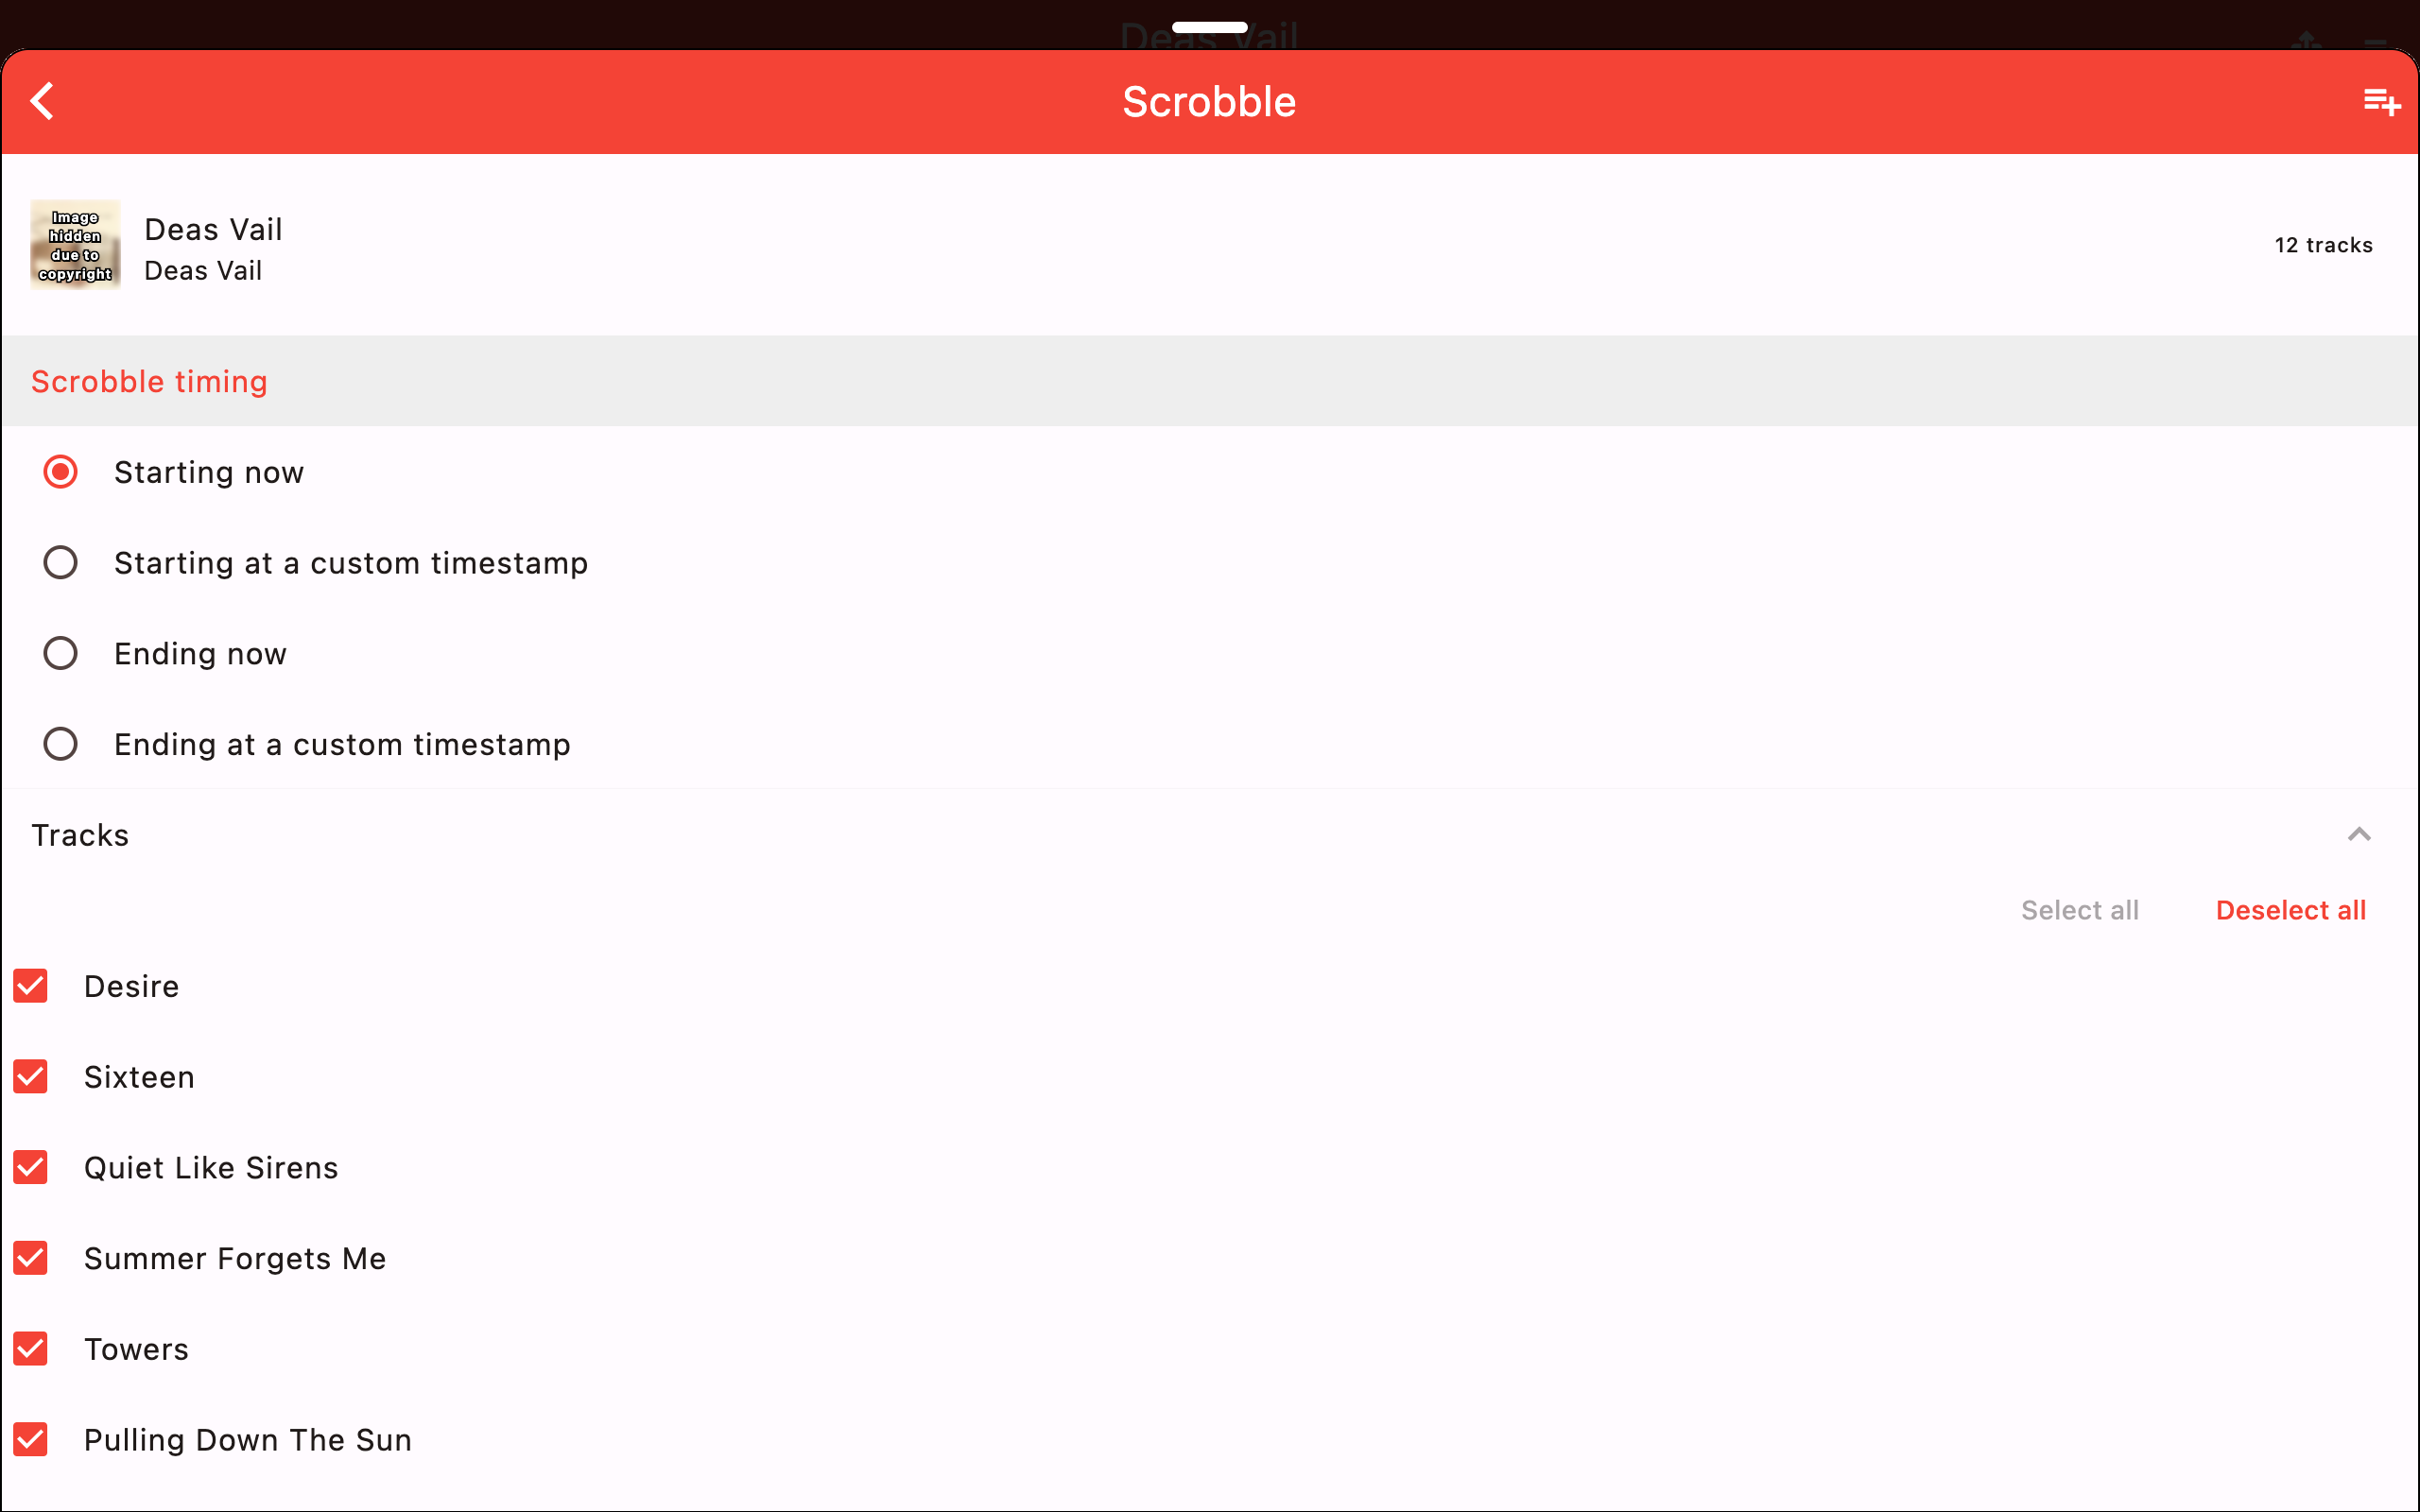 Deas Vail
Scrobble
Image
hidden
due to
copyright
Deas Vail
Deas Vail
12 tracks
Scrobble timing
Starting now
Starting at a custom timestamp
Ending now
Ending at a custom timestamp
Tracks
Select all
Deselect all
Desire
Sixteen
Quiet Like Sirens
Summer Forgets Me
Towers
Pulling Down The Sun